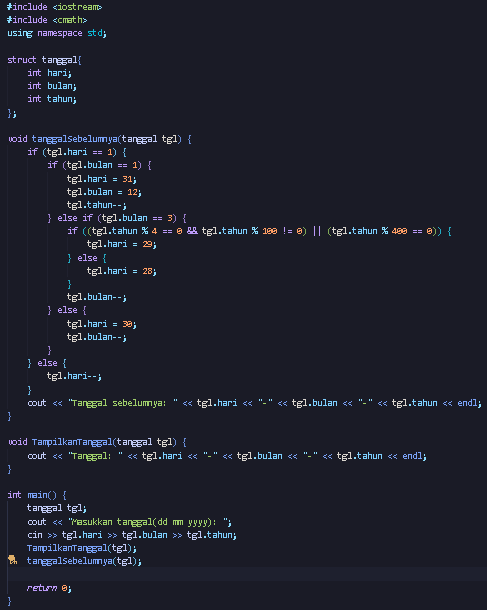 #include <iostream>
#include <cmath>
using namespace std;

struct tanggal{
    int hari;
    int bulan;
    int tahun;
};

void tanggalSebelumnya(tanggal tgl) {
    if (tgl.hari == 1) {
        if (tgl.bulan == 1) {
            tgl.hari = 31;
            tgl.bulan = 12;
            tgl.tahun--;
        } else if (tgl.bulan == 3) {
            if ((tgl.tahun % 4 == 0 && tgl.tahun % 100 != 0) || (tgl.tahun % 400 == 0)) {
                tgl.hari = 29;
            } else {
                tgl.hari = 28;
            }
            tgl.bulan--;
        } else {
            tgl.hari = 30;
            tgl.bulan--;
        }
    } else {
        tgl.hari--;
    }
    cout << "Tanggal sebelumnya: " << tgl.hari << "-" << tgl.bulan << "-" << tgl.tahun << endl;
}

void TampilkanTanggal(tanggal tgl) {
    cout << "Tanggal: " << tgl.hari << "-" << tgl.bulan << "-" << tgl.tahun << endl;
}

int main() {
    tanggal tgl;
    cout << "Masukkan tanggal(dd mm yyyy): ";
    cin >> tgl.hari >> tgl.bulan >> tgl.tahun;
    TampilkanTanggal(tgl);
    tanggalSebelumnya(tgl);

    return 0;
}